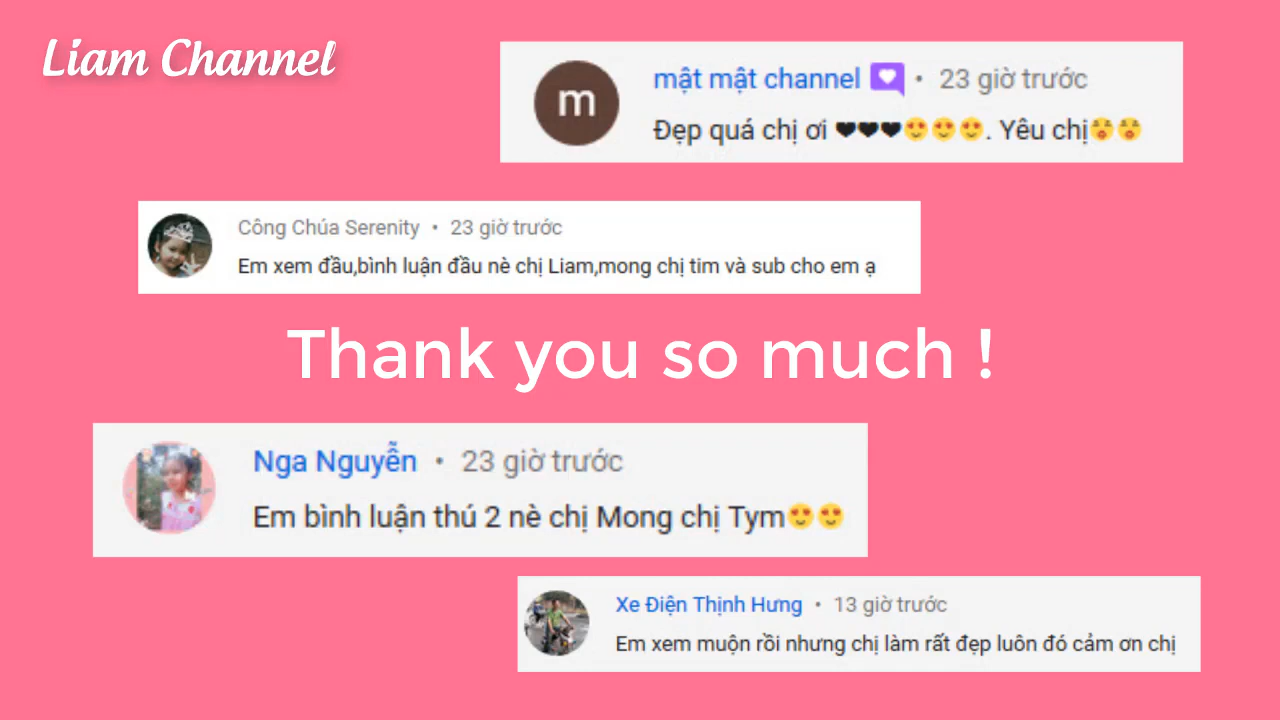 Liam Channel
m
mật mật channel • 23 giờ trước
Đẹp quá chị ơi 🖤🖤🖤😍😍😍. Yêu chị😲😲
Công Chúa Serenity • 23 giờ trước
Em xem đầu,bình luận đầu nè chị Liam,mong chị tim và sub cho em ạ
Thank you so much !
Nga Nguyễn • 23 giờ trước
Em bình luận thú 2 nè chị Mong chị Tym😍😍
Xe Điện Thịnh Hưng • 13 giờ trước
Em xem muộn rồi nhưng chị làm rất đẹp luôn đó cảm ơn chị